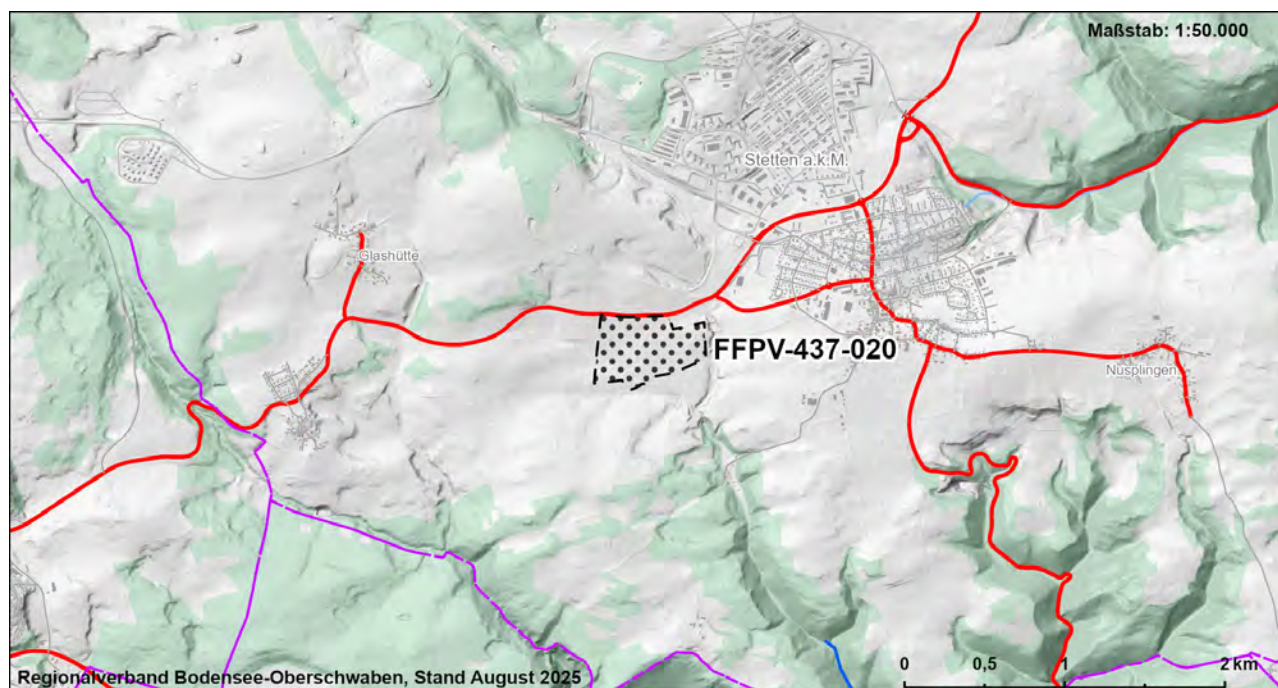 Maßstab: 1:50.000
Stetten a.k.M.
Glashütte
FFPV-437-020
Nusplingen
Regionalverband Bodensee-Oberschwaben, Stand August 2025
0 0,5 1 2 km